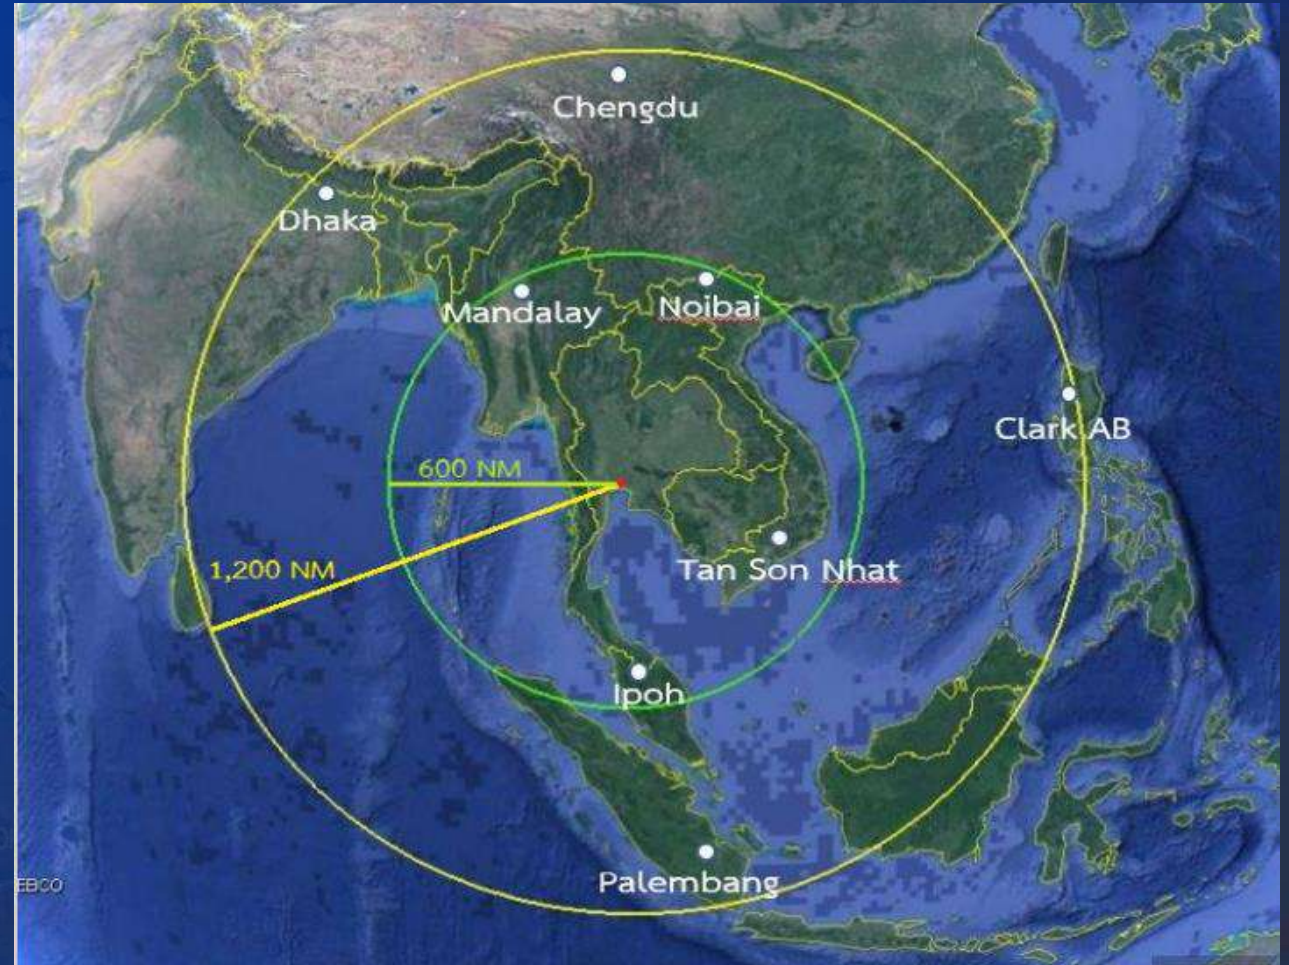 Chengdu
Dhaka
Mandalay
Noibai
Clark AB
600 NM
Tan Son Nhat
1,200 NM
Ipoh
Palembang
EBCO